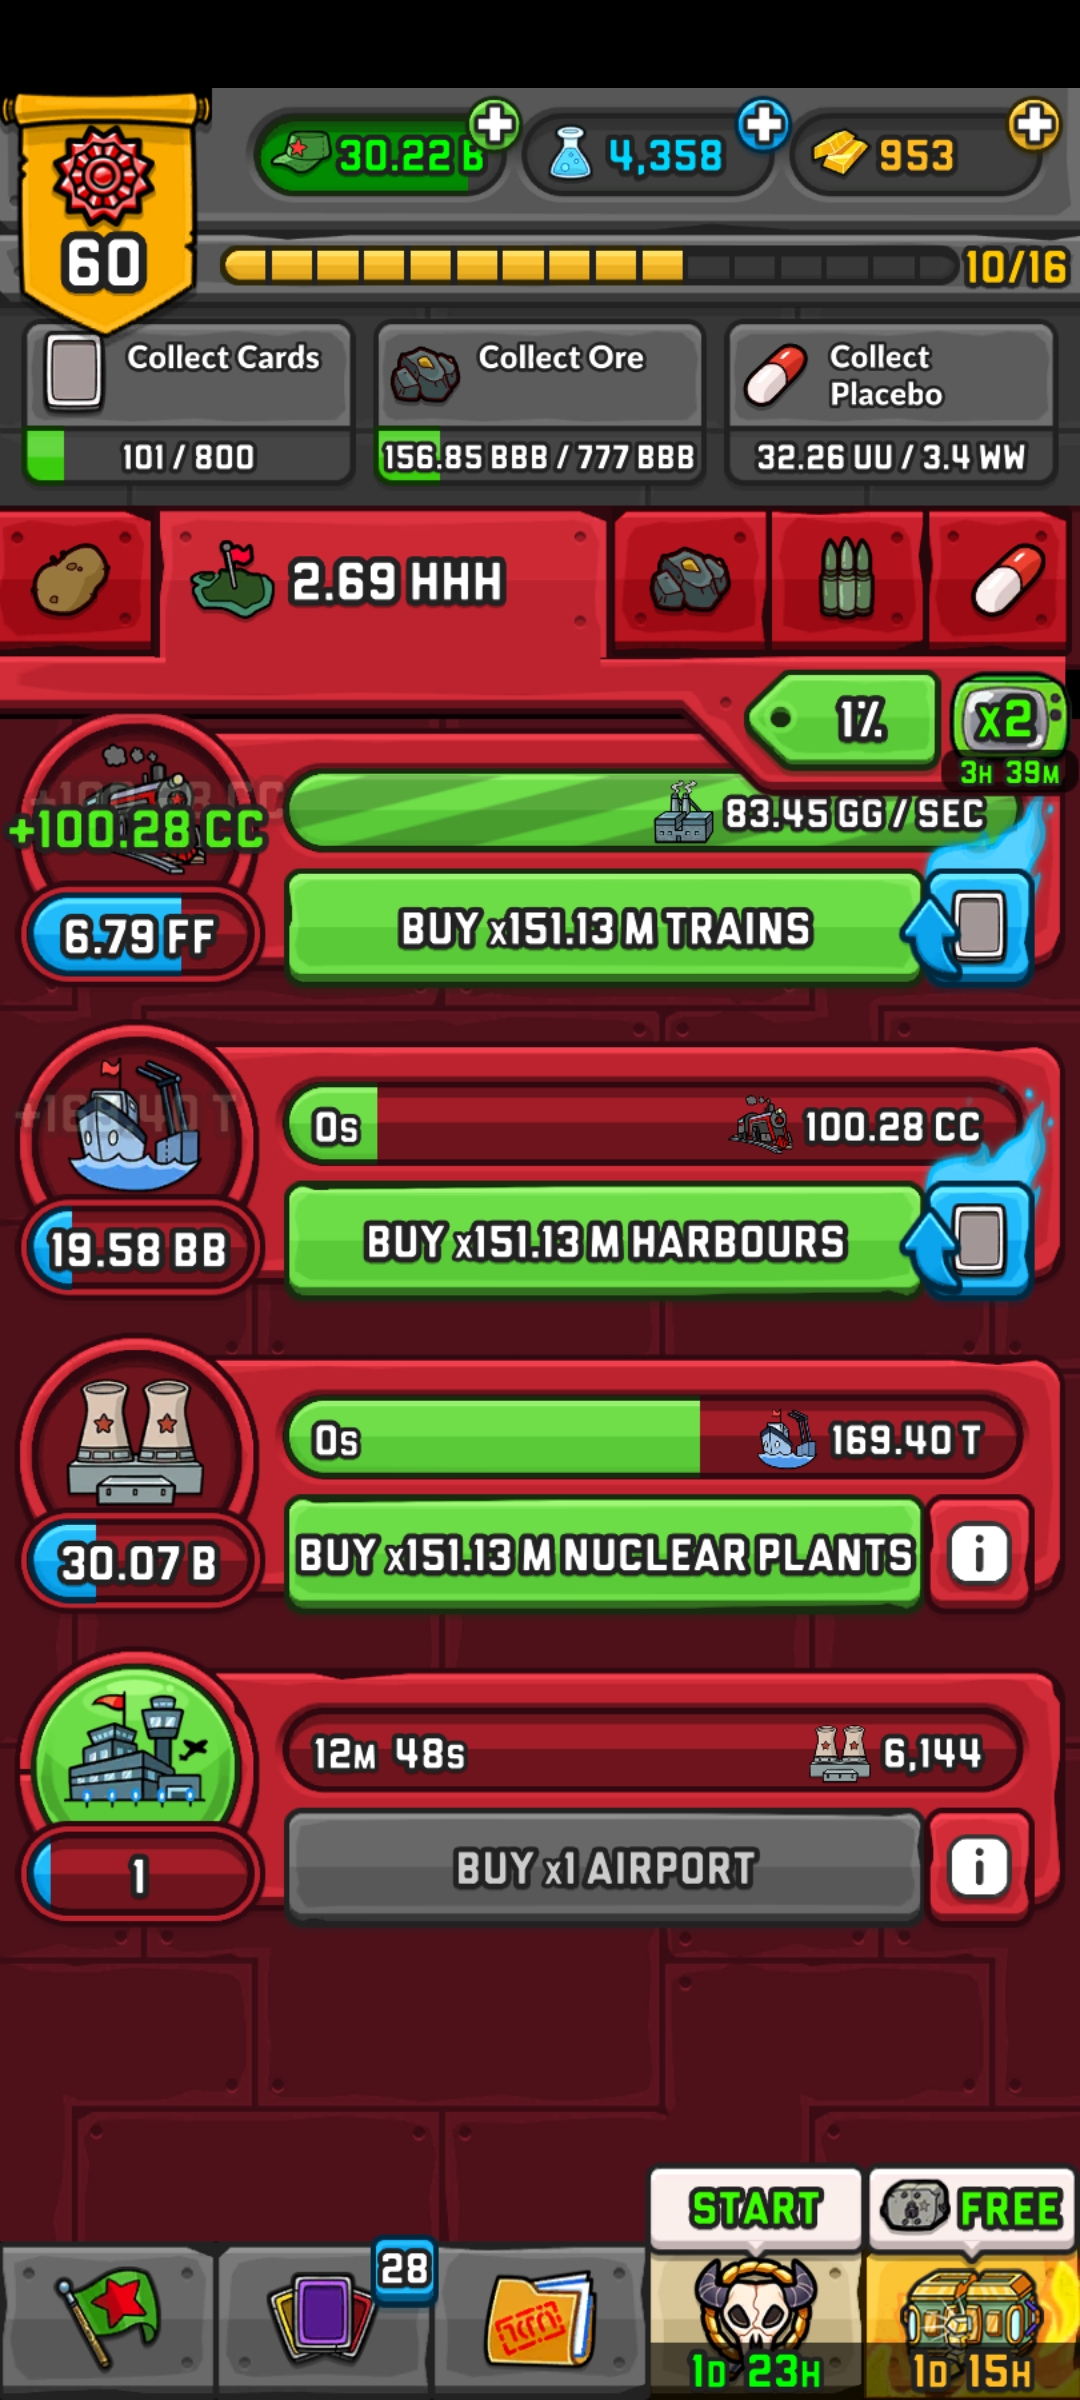 60
30.22 B
4,358
953
10/16
Collect Cards
101 / 800
Collect Ore
156.85 BBB / 777 BBB
Collect
Placebo
32.26 UU / 3.4 WW
2.69 HHH
1%
x2
3H 39M
+100.28 CC
83.45 GG / SEC
6.79 FF
BUY x151.13 M TRAINS
+169.40 T
0s
100.28 CC
19.58 BB
BUY x151.13 M HARBOURS
0s
169.40 T
30.07 B
BUY x151.13 M NUCLEAR PLANTS
i
12M 48s
6,144
1
BUY x1 AIRPORT
i
START
FREE
28
1D 23H
1D 15H